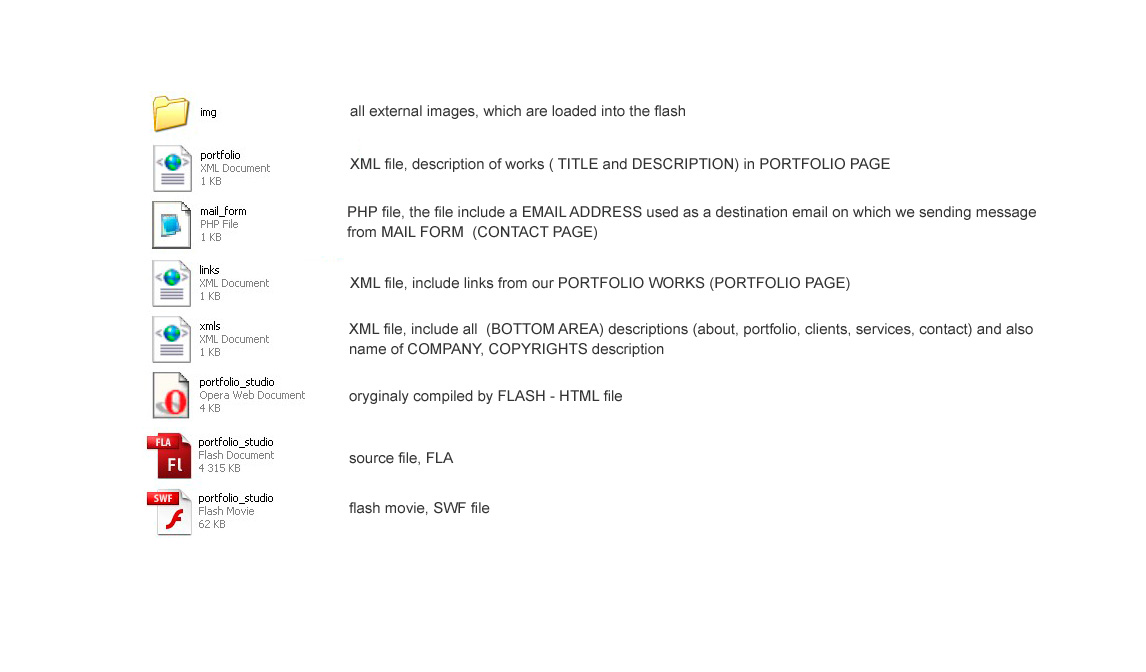 img
all external images, which are loaded into the flash
portfolio
XML Document
1 KB
XML file, description of works ( TITLE and DESCRIPTION) in PORTFOLIO PAGE
mail_form
PHP File
1 KB
PHP file, the file include a EMAIL ADDRESS used as a destination email on which we sending message
from MAIL FORM  (CONTACT PAGE)
links
XML Document
1 KB
XML file, include links from our PORTFOLIO WORKS (PORTFOLIO PAGE)
xmls
XML Document
1 KB
XML file, include all  (BOTTOM AREA) descriptions (about, portfolio, clients, services, contact) and also
name of COMPANY, COPYRIGHTS description
portfolio_studio
Opera Web Document
4 KB
oryginaly compiled by FLASH - HTML file
FLA
Fl
portfolio_studio
Flash Document
4 315 KB
source file, FLA
SWF
portfolio_studio
Flash Movie
62 KB
flash movie, SWF file